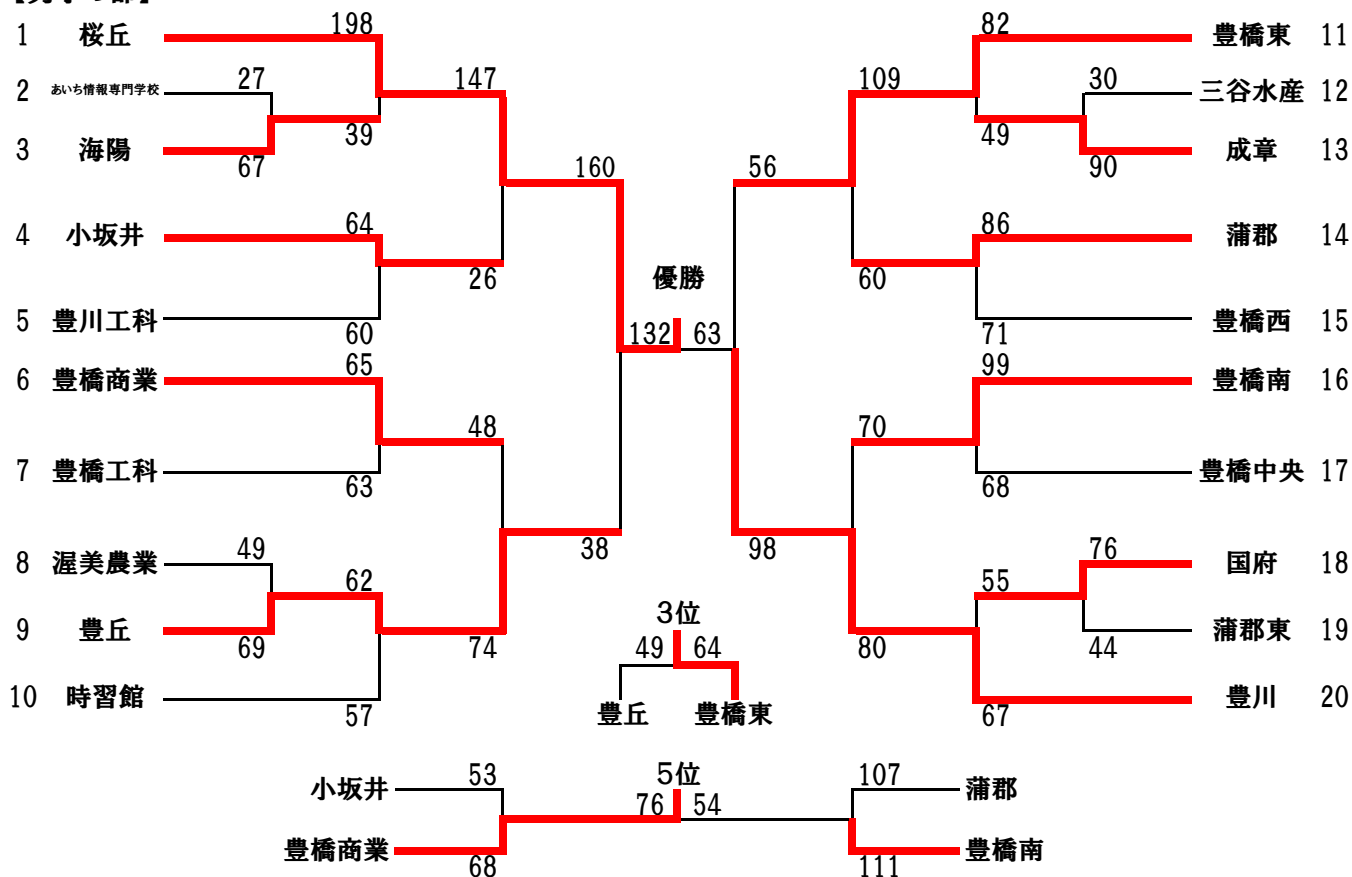 198 82
1 桜丘 豊橋東 11
27 147 109 30
2 あいち情報専門学校 三谷水産 12
39 49
3 海陽 成章 13
67 160 56 90
64 86
4 小坂井 蒲郡 14
26 優勝 60
5 豊川工科 132 63 豊橋西 15
60 71
65 99
6 豊橋商業 豊橋南 16
48 70
7 豊橋工科 豊橋中央 17
63 68
49 38 98 76
8 渥美農業 国府 18
62 55
3位
9 豊丘 蒲郡東 19
69 74 49 64 80 44
10 時習館 豊川 20
57 豊丘 豊橋東 67
53 5位 107
小坂井 蒲郡
76 54
豊橋商業 豊橋南
68 111